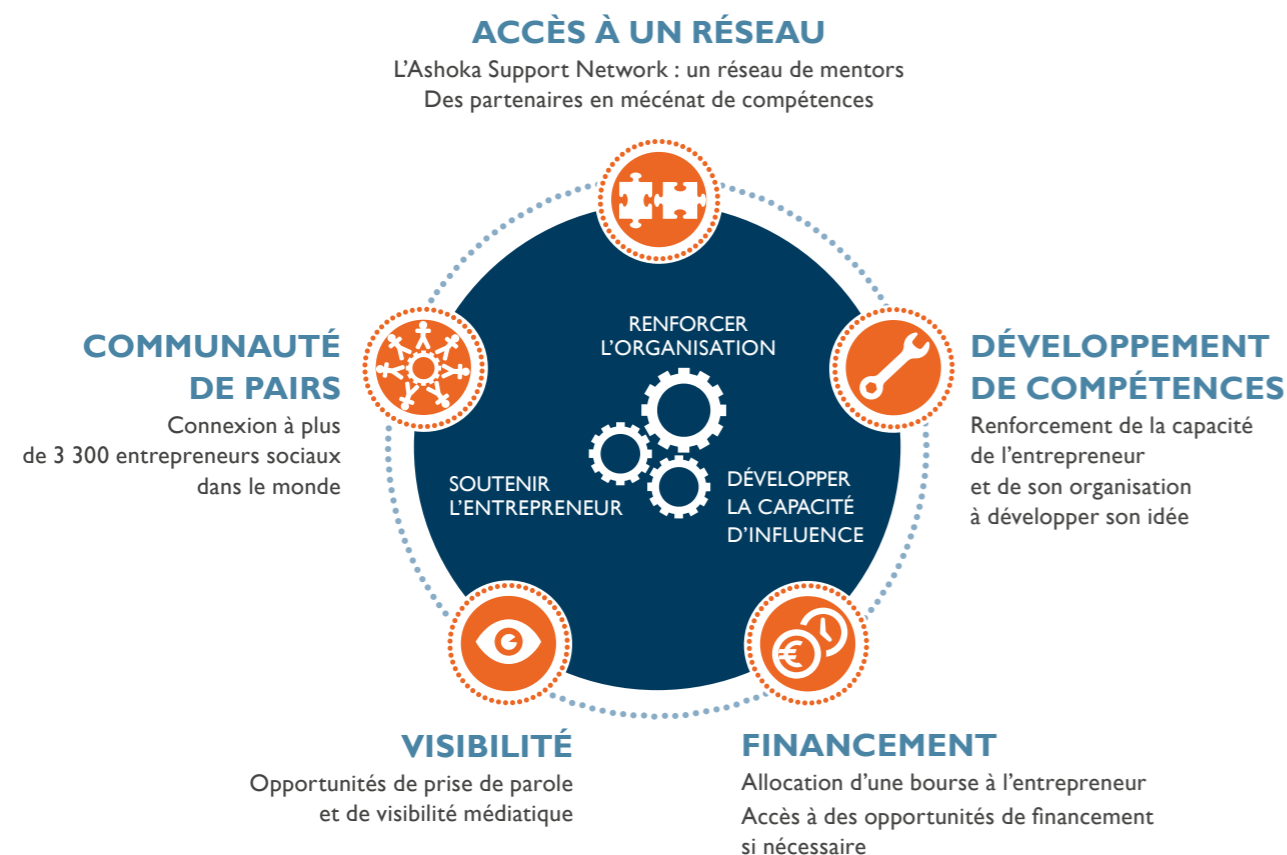 ACCÈS À UN RÉSEAU
L'Ashoka Support Network : un réseau de mentors
Des partenaires en mécénat de compétences
RENFORCER
L'ORGANISATION
SOUTENIR
L'ENTREPRENEUR
DÉVELOPPER
LA CAPACITÉ
D'INFLUENCE
COMMUNAUTÉ
DE PAIRS
Connexion à plus
de 3 300 entrepreneurs sociaux
dans le monde
DÉVELOPPEMENT
DE COMPÉTENCES
Renforcement de la capacité
de l'entrepreneur
et de son organisation
à développer son idée
VISIBILITÉ
Opportunités de prise de parole
et de visibilité médiatique
€
FINANCEMENT
Allocation d'une bourse à l'entrepreneur
Accès à des opportunités de financement
si nécessaire